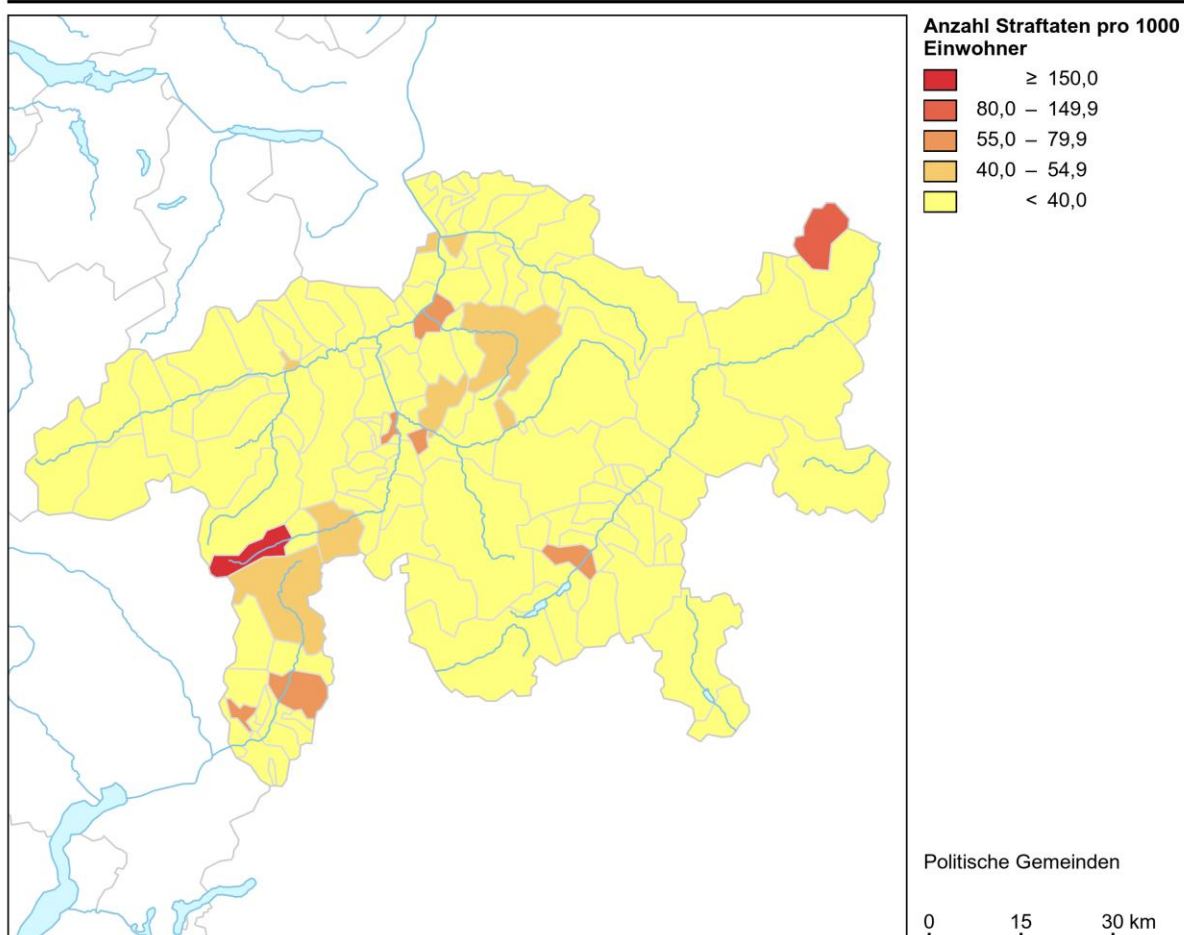 Anzahl Straftaten pro 1000
Einwohner
≥ 150,0
80,0 – 149,9
55,0 – 79,9
40,0 – 54,9
< 40,0
Politische Gemeinden
0 15 30 km